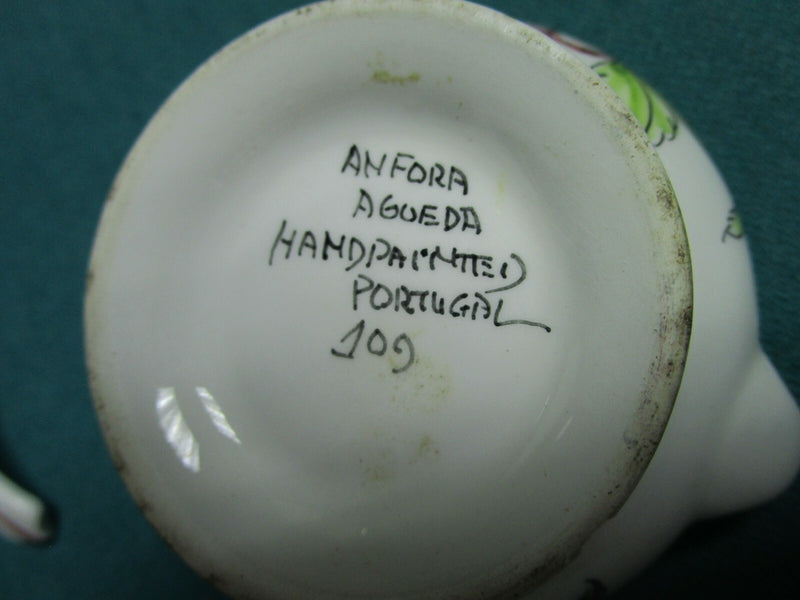 ANFORA
AGUEDA
HANDPAINTED
PORTUGAL
109